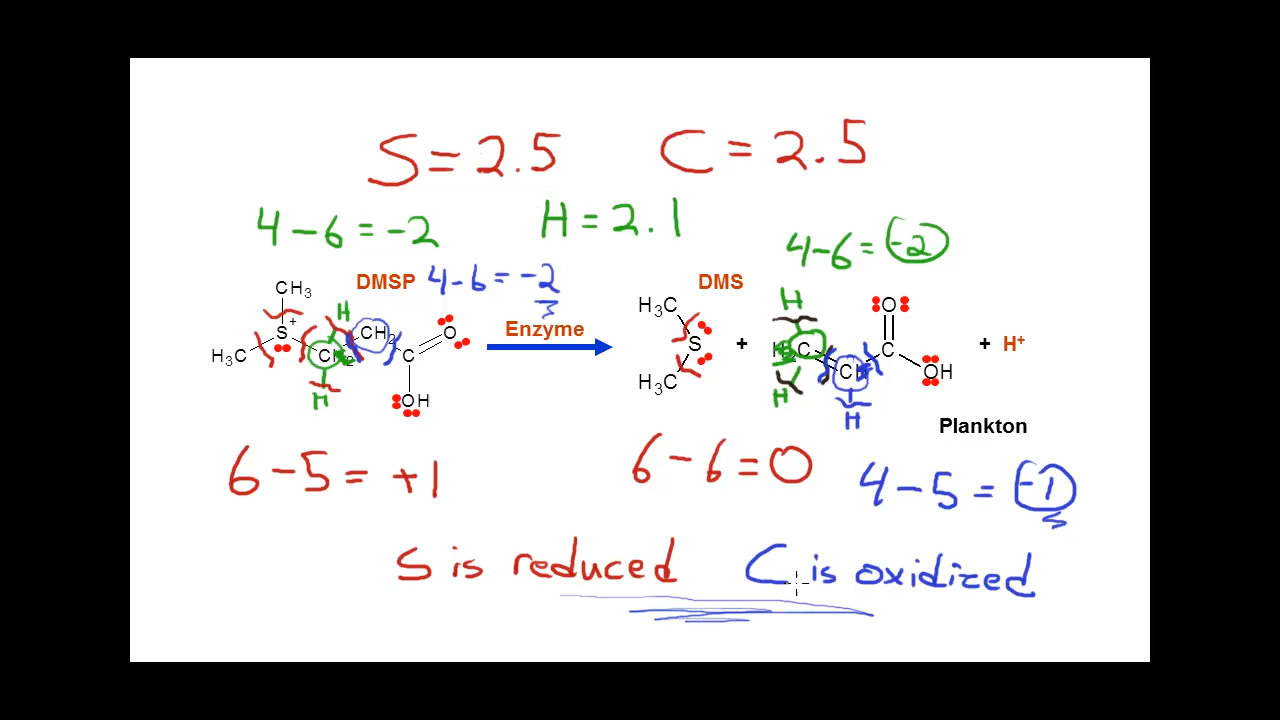 S = 2.5 C = 2.5
4 - 6 = -2 H = 2.1 4 - 6 = -2
CH3 DMSP 4 - 6 = -2 DMS
H H3C H O
S + CH2 O Enzyme S + H2C C + H+
H3C CH2 C CH OH
H3C
H OH H H
Plankton
6 - 5 = +1 6 - 6 = 0 4 - 5 = -1
S is reduced C is oxidized